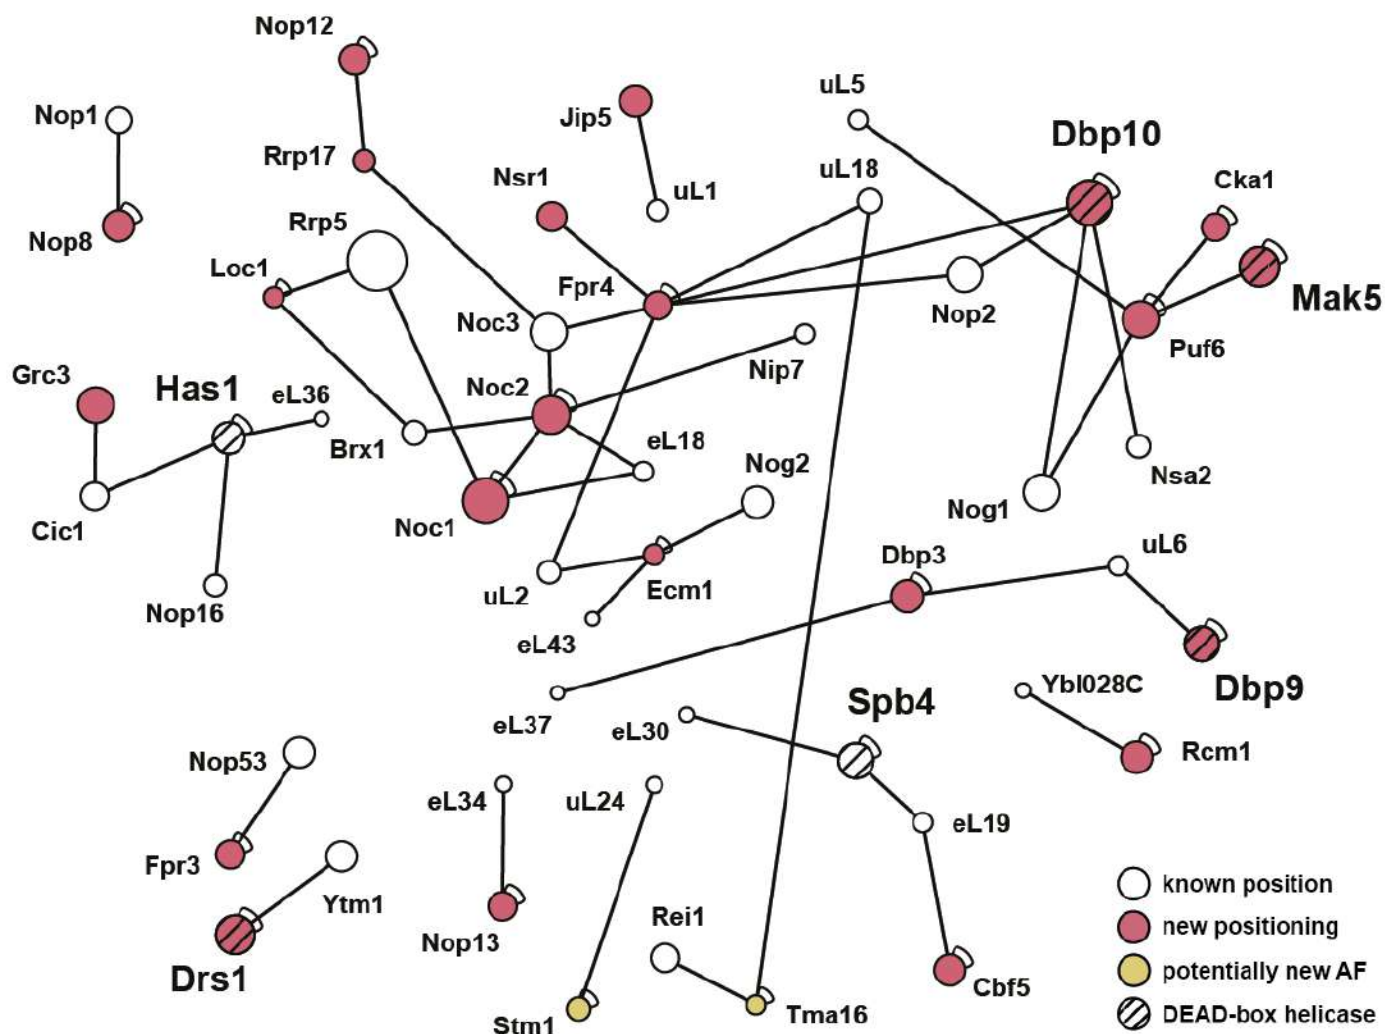 Nop12
Nop1
Jip5
uL5
Dbp10
Rrp17
Nsr1
uL1
uL18
Cka1
Nop8
Rrp5
Loc1
Fpr4
Mak5
Noc3
Nop2
Puf6
Nip7
Grc3
Has1
eL36
Noc2
Brx1
eL18
Nog2
Nsa2
Nog1
Cic1
Noc1
Dbp3
uL6
Nop16
uL2
Ecm1
eL43
Dbp9
Ybl028C
Spb4
eL37
eL30
Rcm1
Nop53
eL34
uL24
eL19
Fpr3
Ytm1
known position
Rei1
new positioning
Nop13
Drs1
potentially new AF
Cbf5
Stm1
Tma16
DEAD-box helicase